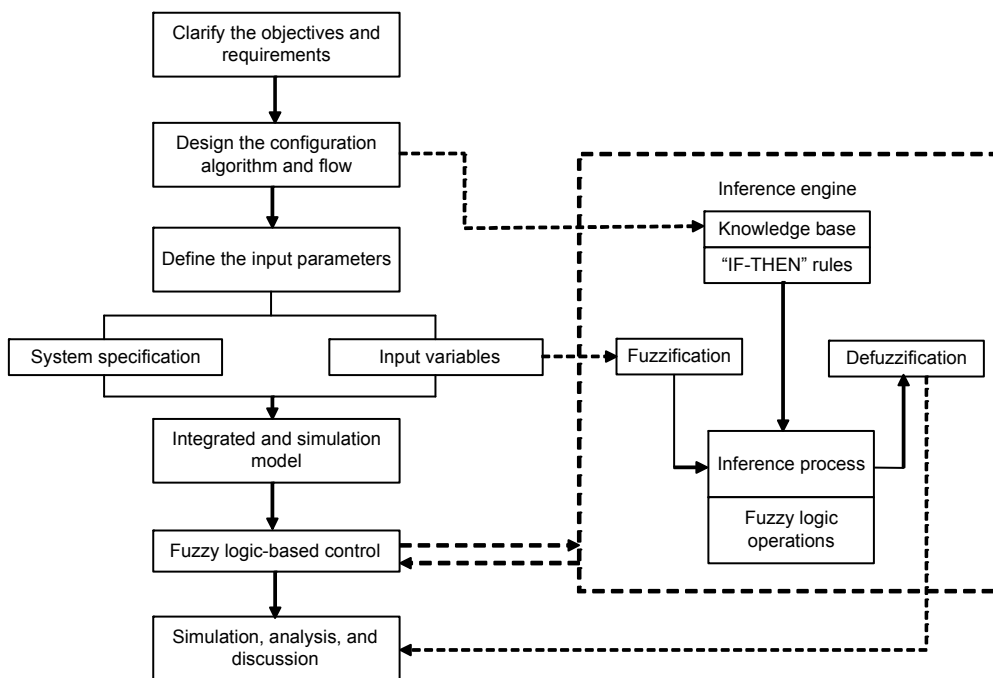 Clarify the objectives and
requirements
Design the configuration
algorithm and flow
Define the input parameters
System specification
Input variables
Integrated and simulation
model
Fuzzy logic-based control
Simulation, analysis, and
discussion
Inference engine
Knowledge base
“IF-THEN” rules
Fuzzification
Defuzzification
Inference process
Fuzzy logic
operations